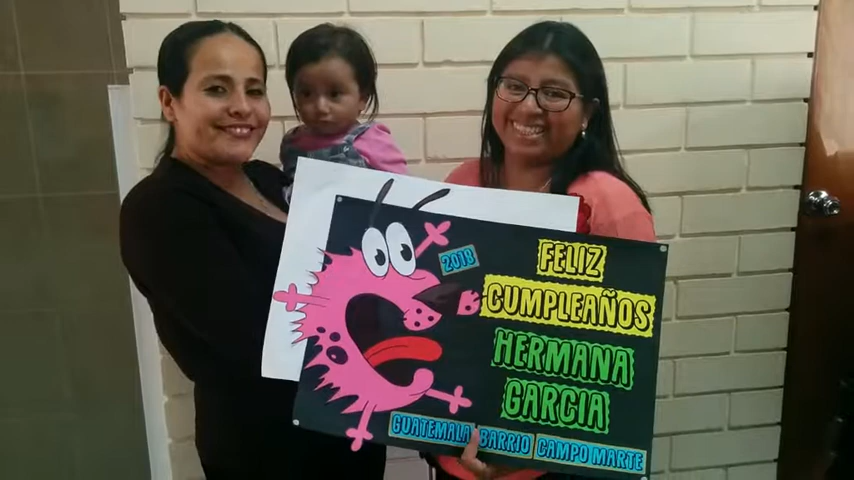 2018
FELIZ
CUMPLEAÑOS
HERMANA
GARCIA
GUATEMALA BARRIO CAMPO MARTE